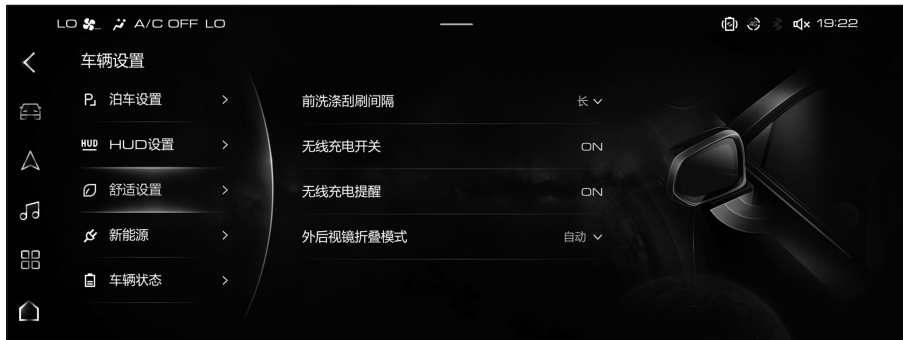 LO A/C OFF LO
19:22
车辆设置
泊车设置
HUD HUD设置
舒适设置
新能源
车辆状态
前洗涤刮刷间隔 长
无线充电开关 ON
无线充电提醒 ON
外后视镜折叠模式 自动